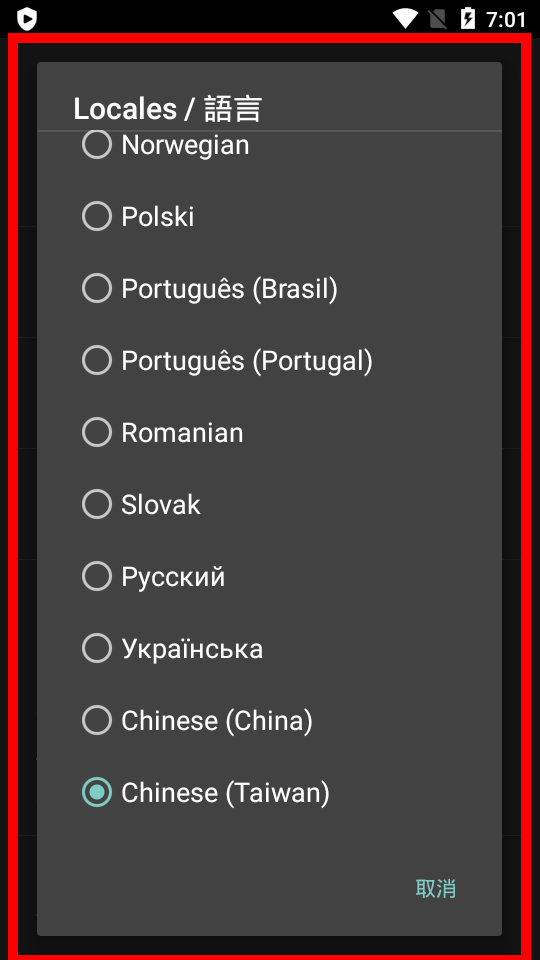 7:01
Locales / 語言
Norwegian
Polski
Português (Brasil)
Português (Portugal)
Romanian
Slovak
Русский
Українська
Chinese (China)
Chinese (Taiwan)
取消